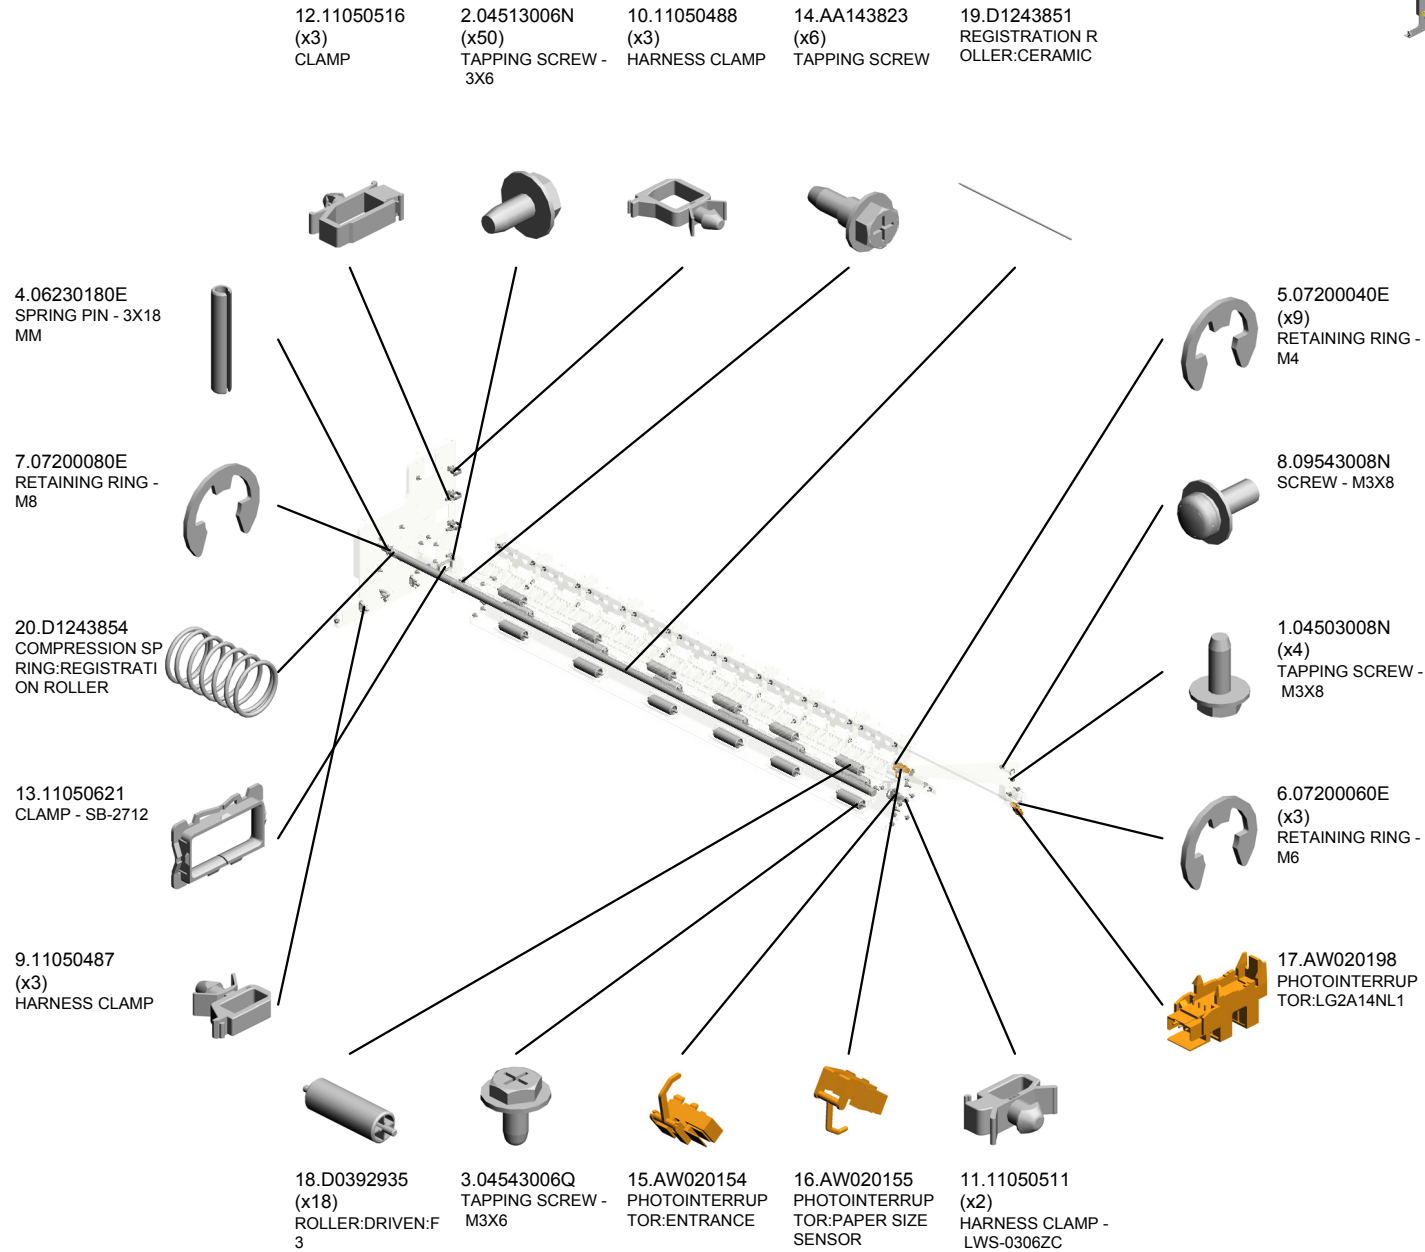 12.11050516
(x3)
CLAMP
2.04513006N
(x50)
TAPPING SCREW -
3X6
10.11050488
(x3)
HARNESS CLAMP
14.AA143823
(x6)
TAPPING SCREW
19.D1243851
REGISTRATION R
OLLER:CERAMIC
4.06230180E
SPRING PIN - 3X18
MM
7.07200080E
RETAINING RING -
M8
20.D1243854
COMPRESSION SP
RING:REGISTRATI
ON ROLLER
13.11050621
CLAMP - SB-2712
9.11050487
(x3)
HARNESS CLAMP
5.07200040E
(x9)
RETAINING RING -
M4
8.09543008N
SCREW - M3X8
1.04503008N
(x4)
TAPPING SCREW -
M3X8
6.07200060E
(x3)
RETAINING RING -
M6
17.AW020198
PHOTOINTERRUP
TOR:LG2A14NL1
18.D0392935
(x18)
ROLLER:DRIVEN:F
3
3.04543006Q
TAPPING SCREW -
M3X6
15.AW020154
PHOTOINTERRUP
TOR:ENTRANCE
16.AW020155
PHOTOINTERRUP
TOR:PAPER SIZE
SENSOR
11.11050511
(x2)
HARNESS CLAMP -
LWS-0306ZC